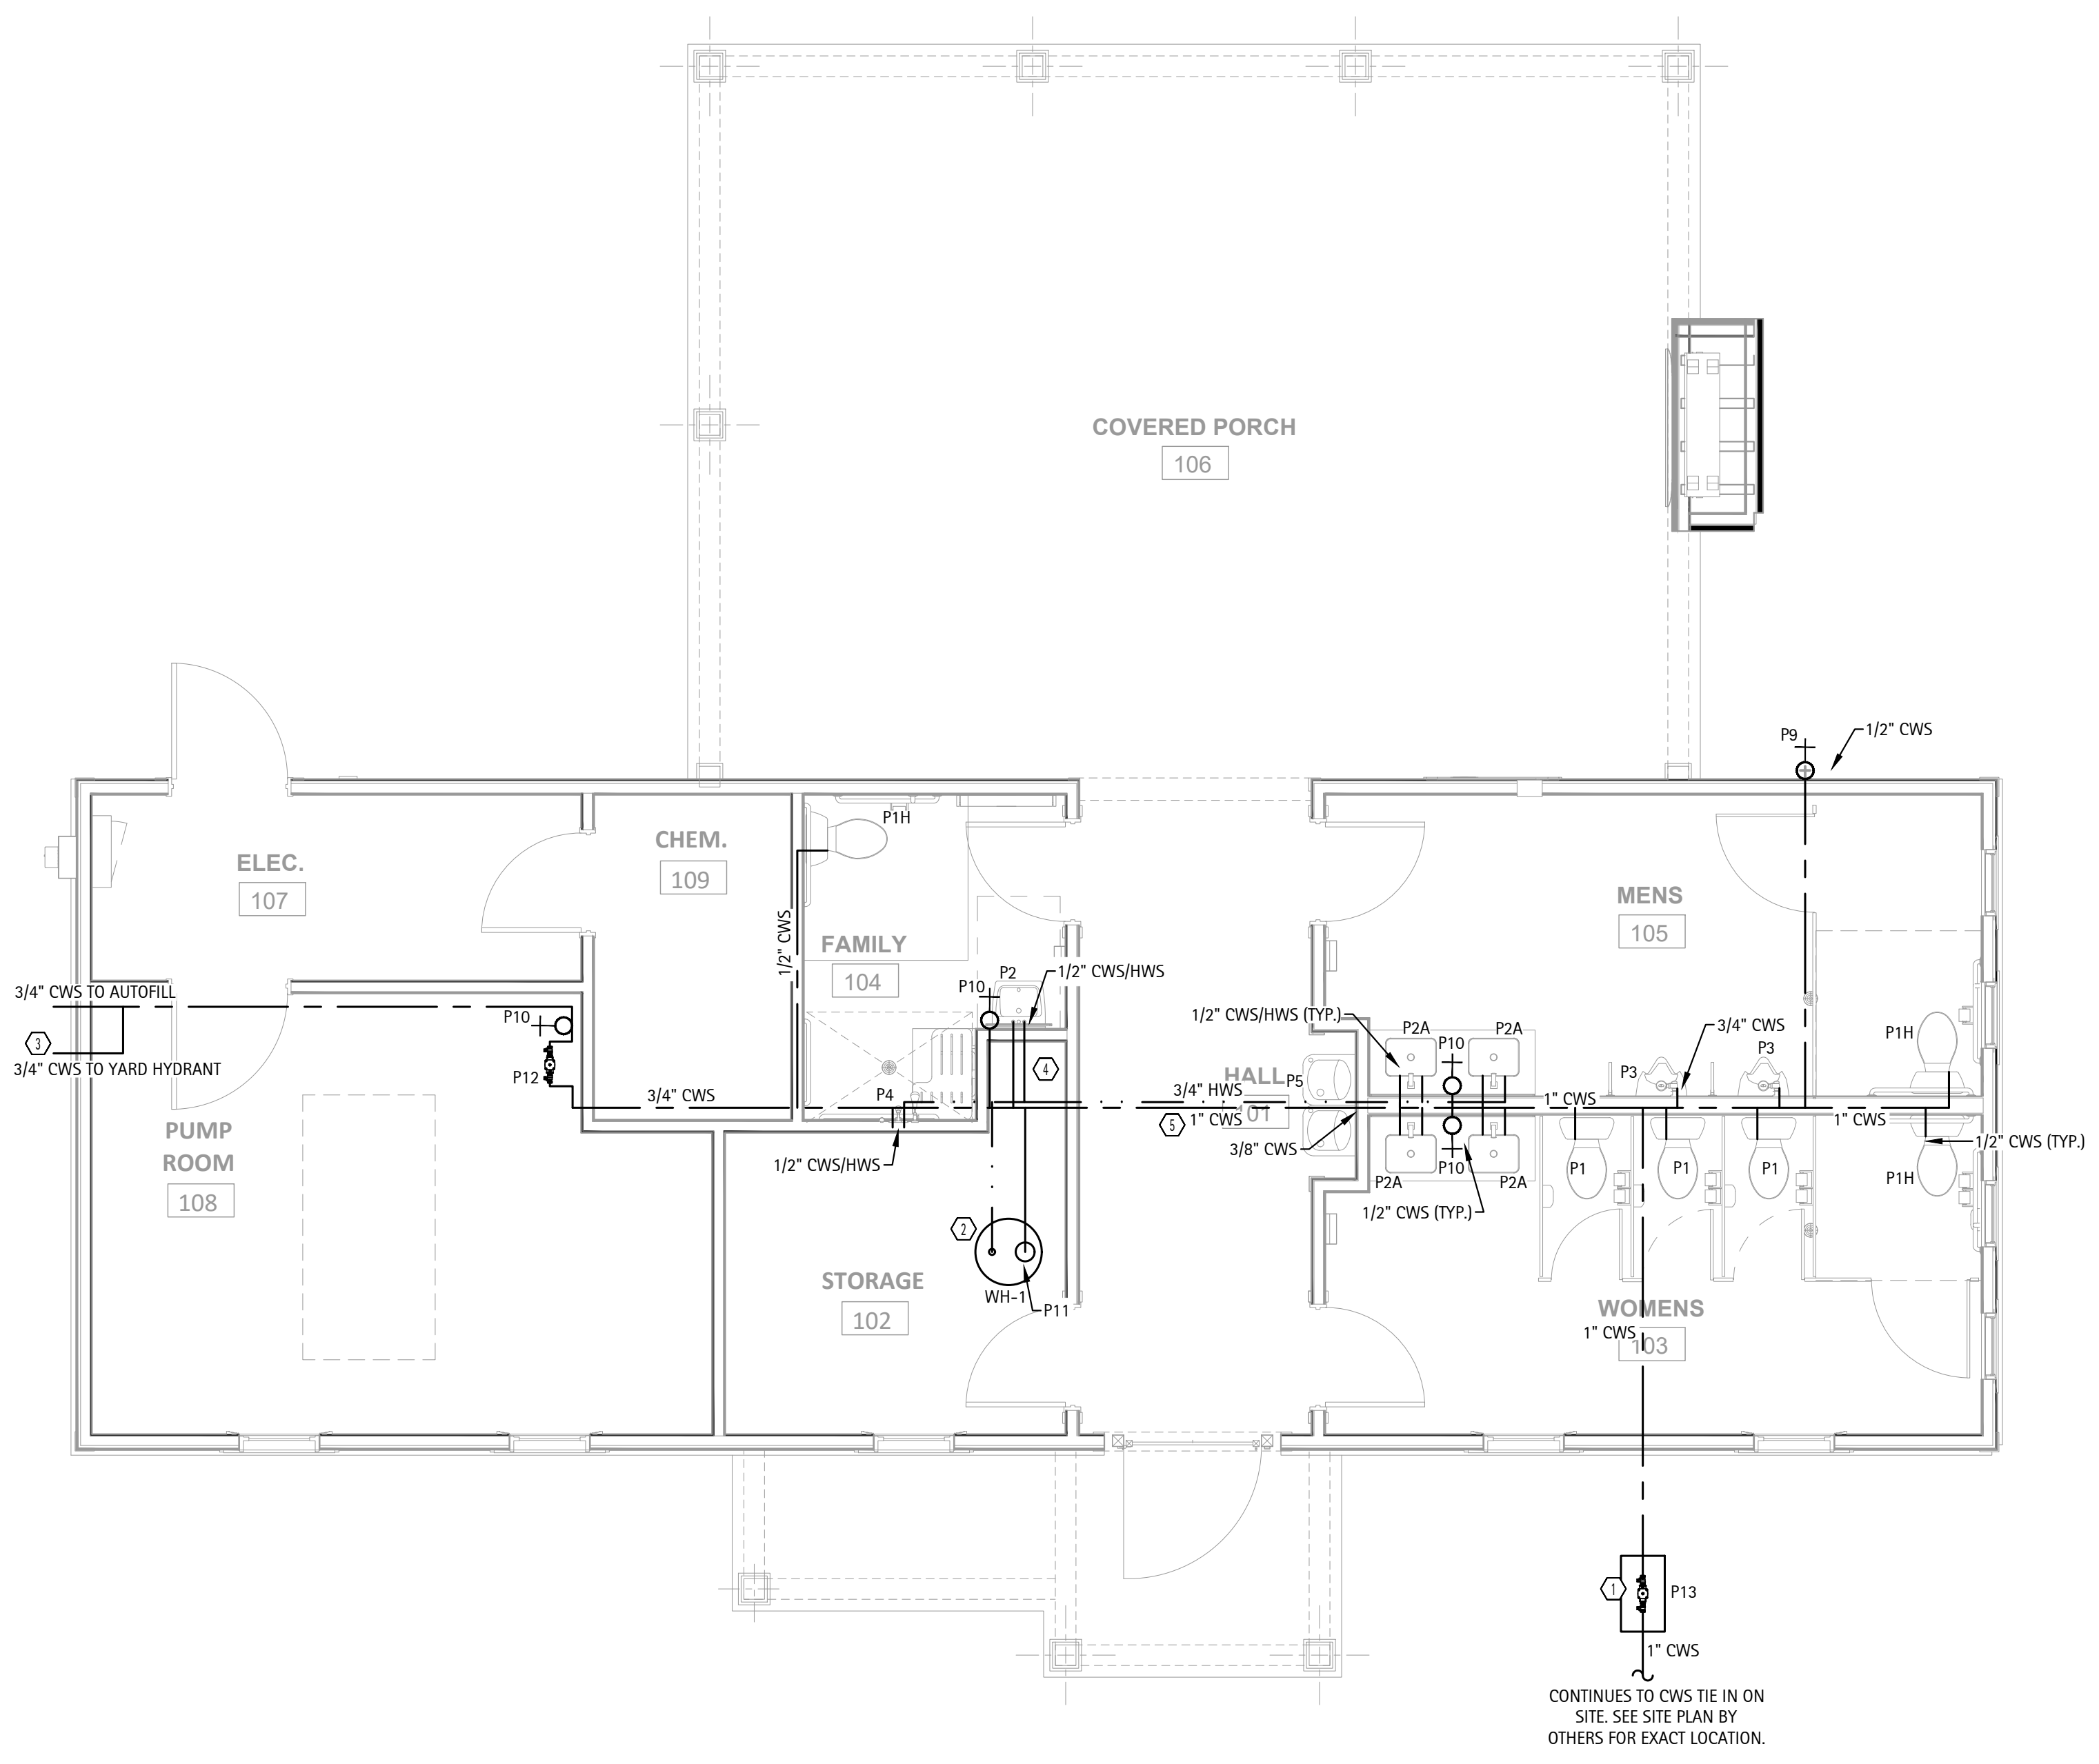 COVERED PORCH
106
P9
1/2" CWS
P1H
CHEM.
109
ELEC.
107
MENS
105
1/2" CWS
FAMILY
104
P2
1/2" CWS/HWS
P10
3/4" CWS TO AUTOFILL
P10
3
3/4" CWS TO YARD HYDRANT
P12
1/2" CWS/HWS (TYP.)
P2A
P2A
P10
3/4" CWS
P3
P3
P1H
4
HALL
P5
3/4" HWS
3/4" CWS
P4
101
5
1" CWS
1" CWS
1" CWS
3/8" CWS
1/2" CWS (TYP.)
PUMP
ROOM
108
1/2" CWS/HWS
P10
P1
P1
P1
P1H
P2A
P2A
1/2" CWS (TYP.)
2
STORAGE
102
WH-1
P11
WOMENS
1" CWS
103
1
P13
1" CWS
CONTINUES TO CWS TIE IN ON
SITE. SEE SITE PLAN BY
OTHERS FOR EXACT LOCATION.